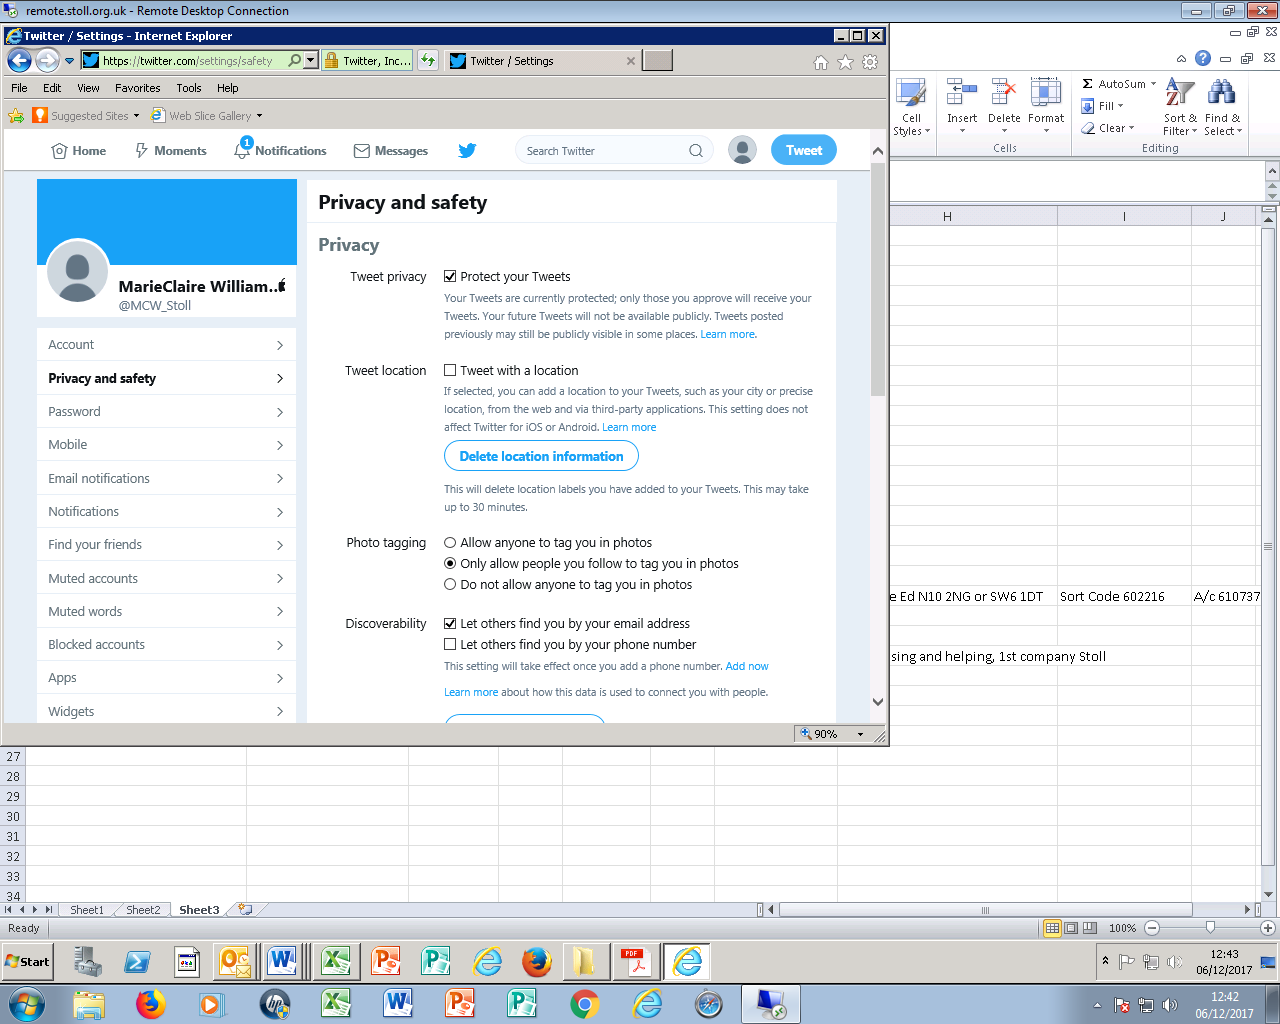 remote.stoll.org.uk - Remote Desktop Connection
Twitter / Settings - Internet Explorer
https://twitter.com/settings/safety
Twitter, Inc...
Twitter / Settings
File Edit View Favorites Tools Help
Suggested Sites
Web Slice Gallery
Home
Moments
1
Notifications
Messages
Search Twitter
Tweet
MarieClaire William...
@MCW_Stoll
Account
Privacy and safety
Password
Mobile
Email notifications
Notifications
Find your friends
Muted accounts
Muted words
Blocked accounts
Apps
Widgets
Privacy and safety
Privacy
Tweet privacy
Protect your Tweets
Your Tweets are currently protected; only those you approve will receive your
Tweets. Your future Tweets will not be available publicly. Tweets posted
previously may still be publicly visible in some places. Learn more.
Tweet location
Tweet with a location
If selected, you can add a location to your Tweets, such as your city or precise
location, from the web and via third-party applications. This setting does not
affect Twitter for iOS or Android. Learn more
Delete location information
This will delete location labels you have added to your Tweets. This may take
up to 30 minutes.
Photo tagging
Allow anyone to tag you in photos
Only allow people you follow to tag you in photos
Do not allow anyone to tag you in photos
Discoverability
Let others find you by your email address
Let others find you by your phone number
This setting will take effect once you add a phone number. Add now
Learn more about how this data is used to connect you with people.
90%
Cell
Styles
Insert
Delete
Format
Cells
AutoSum
Fill
Clear
Sort &
Filter
Find &
Select
Editing
H I J
e Ed N10 2NG or SW6 1DT
Sort Code 602216
A/c 610737
sing and helping, 1st company Stoll
27
28
29
30
31
32
33
34
Sheet1 Sheet2 Sheet3
Ready
100%
Start
PDF
12:43
06/12/2017
12:42
06/12/2017